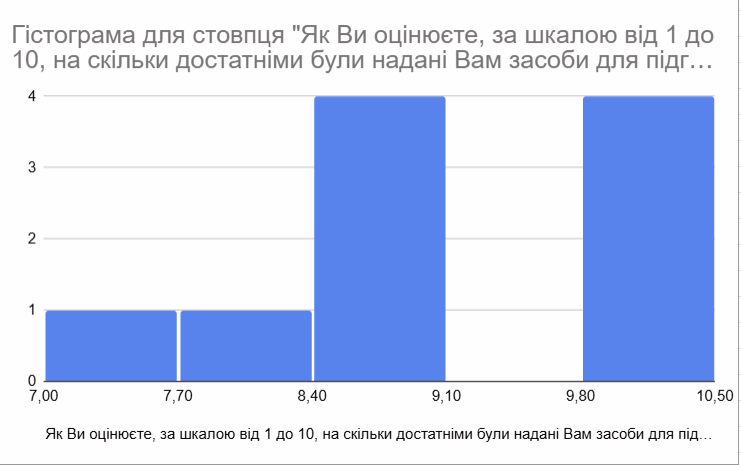 Гістограма для стовпця "Як Ви оцінюєте, за шкалою від 1 до
10, на скільки достатніми були надані Вам засоби для підг…
4
3
2
1
0
7,00 7,70 8,40 9,10 9,80 10,50
Як Ви оцінюєте, за шкалою від 1 до 10, на скільки достатніми були надані Вам засоби для під…